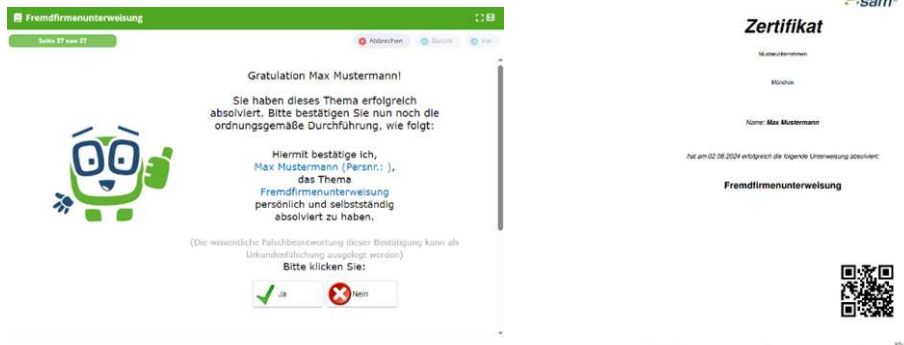 Fremdfirmenunterweisung
Seite 37 von 37
Abbrechen
Zurück
Vor
Gratulation Max Mustermann!
Sie haben dieses Thema erfolgreich
absolviert. Bitte bestätigen Sie nun noch die
ordnungsgemäße Durchführung, wie folgt:
Hiermit bestätige ich,
Max Mustermann (Persnr.: ),
das Thema
Fremdfirmenunterweisung
persönlich und selbstständig
absolviert zu haben.
(Die wissentliche Falschbeantwortung dieser Bestätigung kann als
Urkundenfälschung ausgelegt werden)
Bitte klicken Sie:
Ja
Nein
sam
Zertifikat
Musterunternehmen
München
Name: Max Mustermann
hat am 02.08.2024 erfolgreich die folgende Unterweisung absolviert:
Fremdfirmenunterweisung